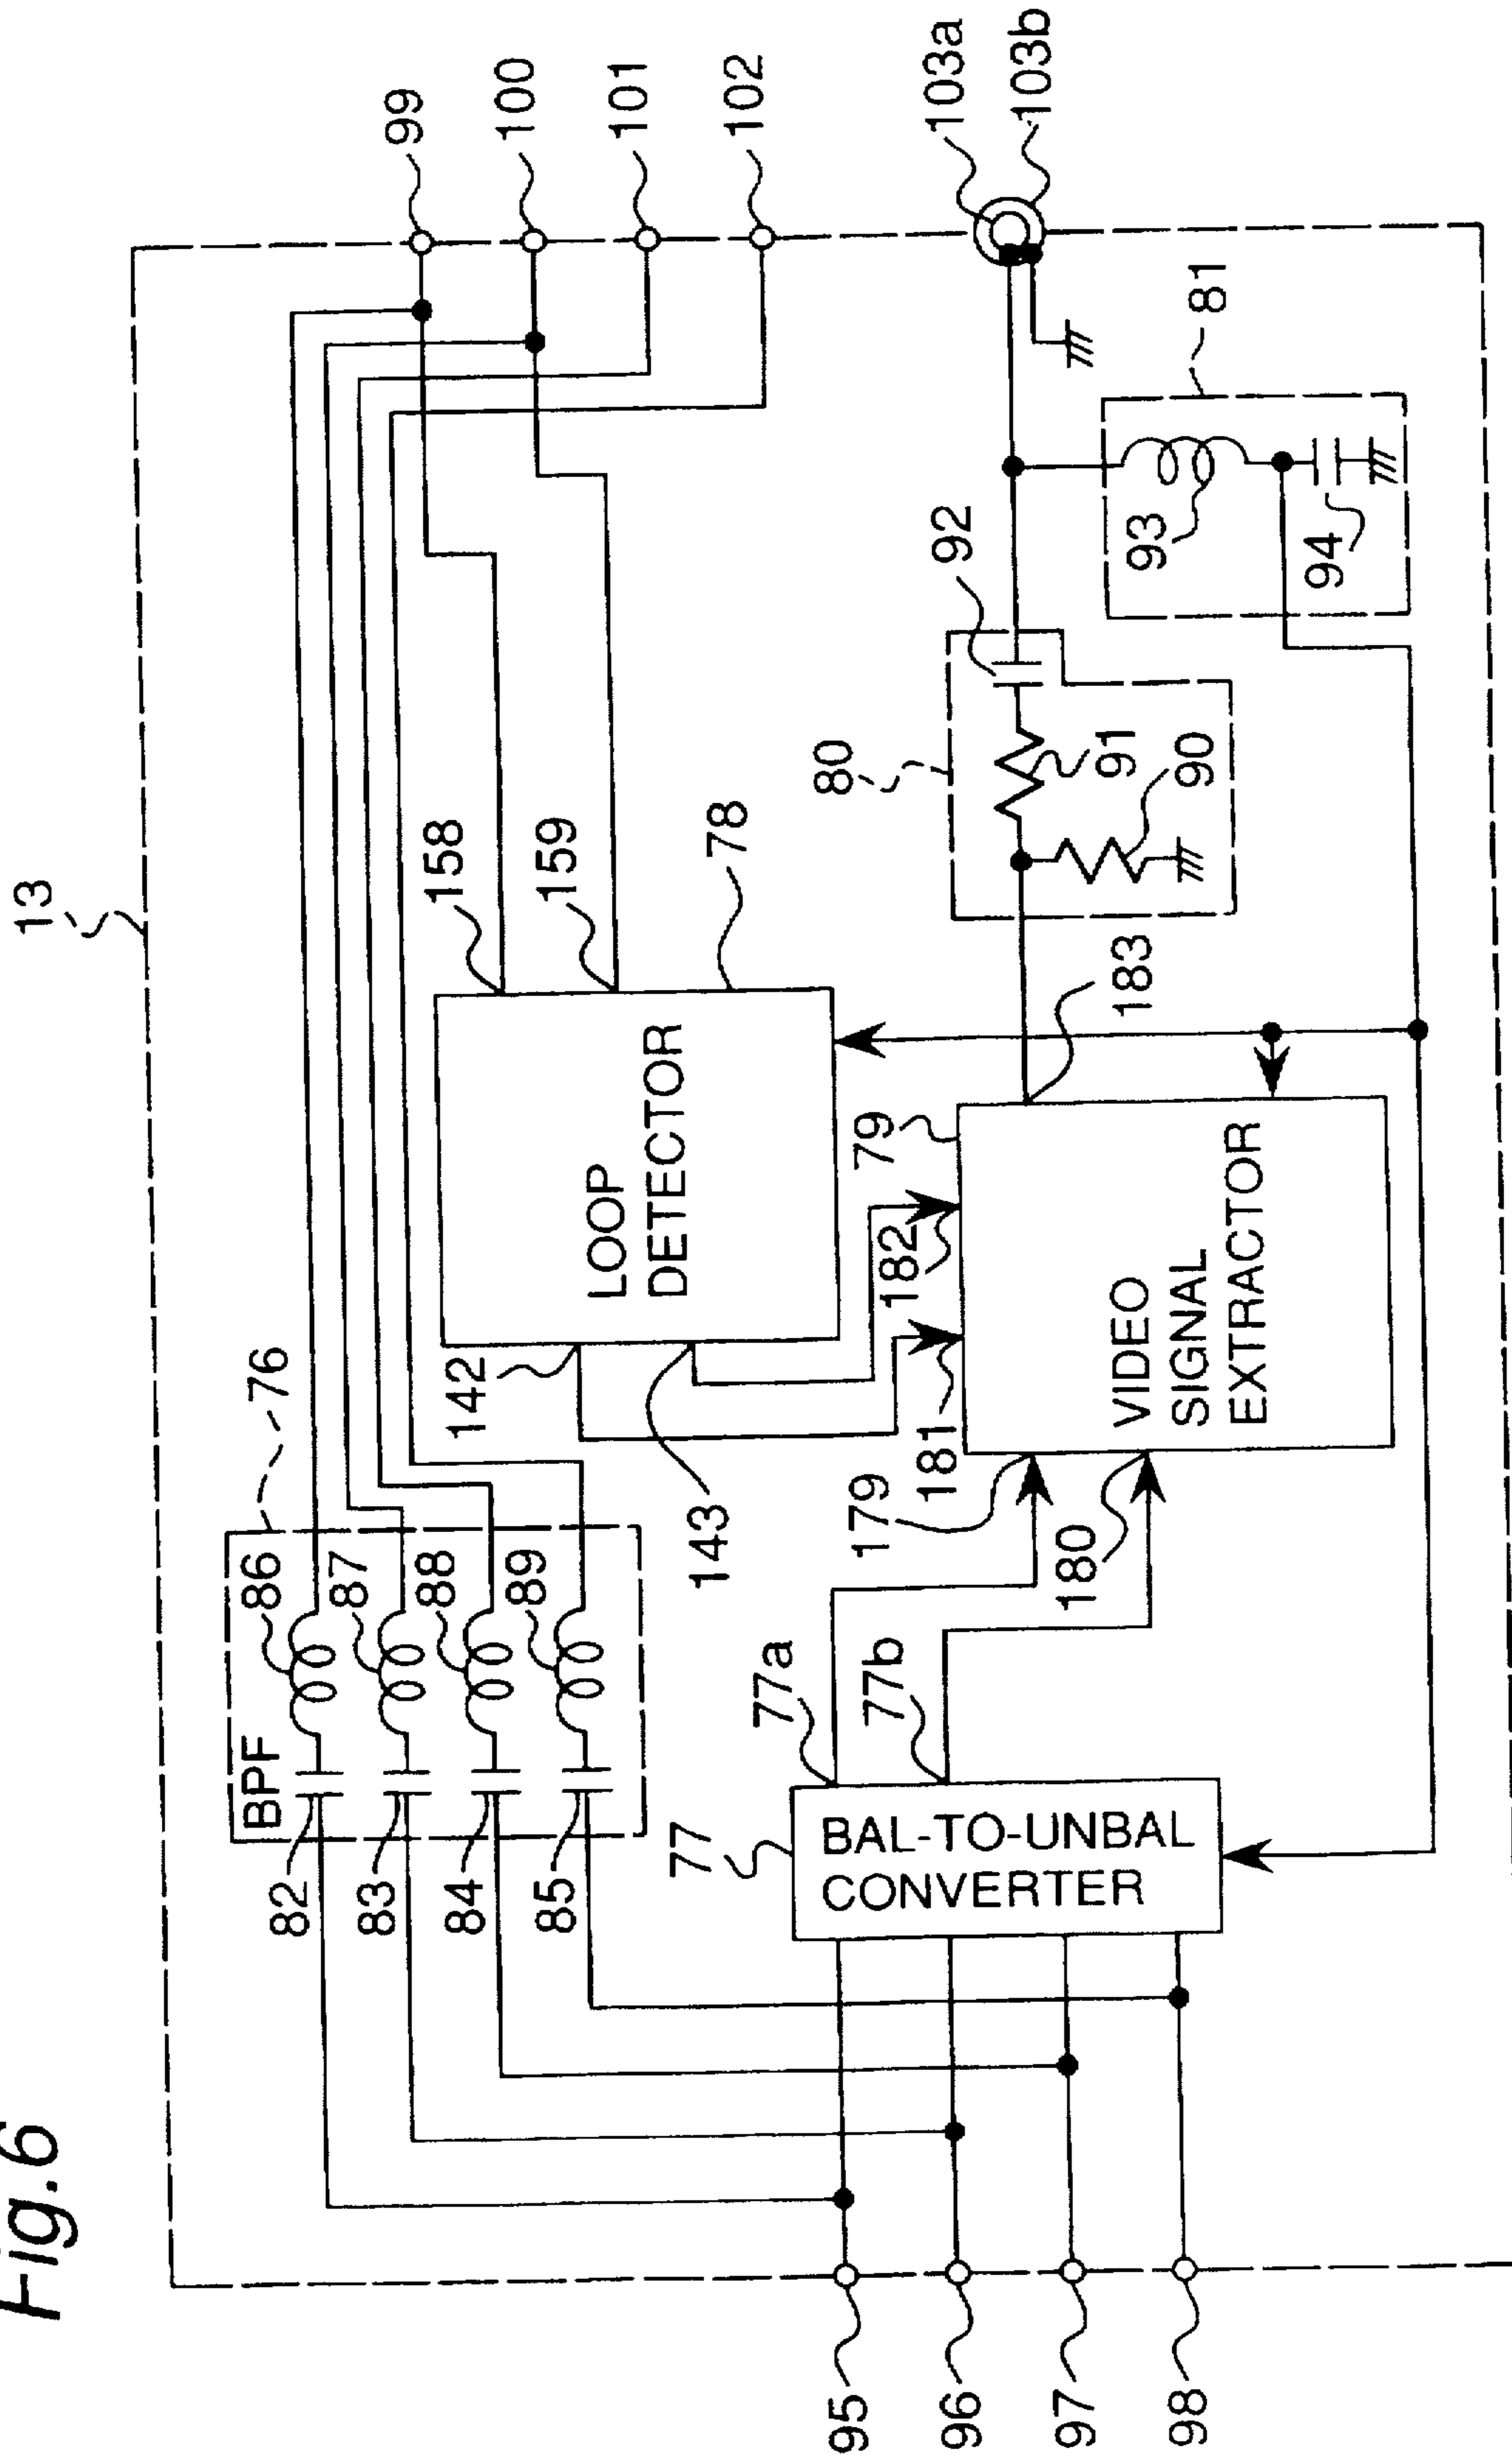 Fig.6
13
99
100
101
102
103a
103b
76
BPF
86
87
88
89
82
83
84
85
158
159
78
LOOP
DETECTOR
142
143
80
92
91
90
81
93
94
79
183
182
181
179
180
VIDEO
SIGNAL
EXTRACTOR
77a
77b
77
BAL-TO-UNBAL
CONVERTER
95
96
97
98